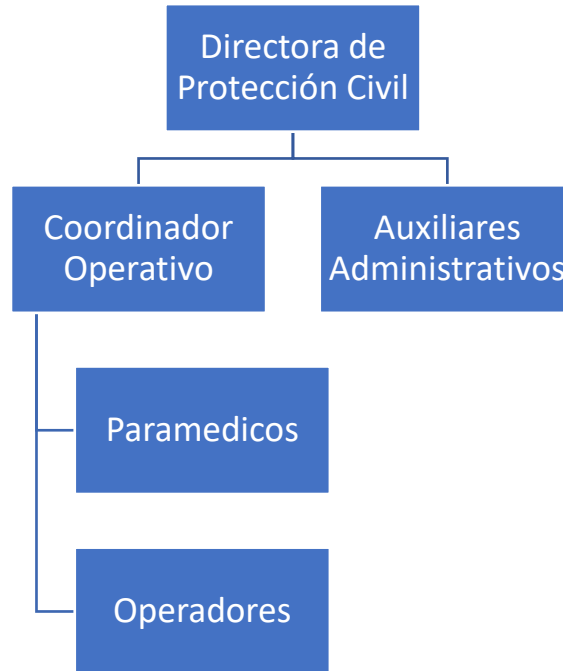 Directora de
Protección Civil
Coordinador
Operativo
Auxiliares
Administrativos
Paramedicos
Operadores